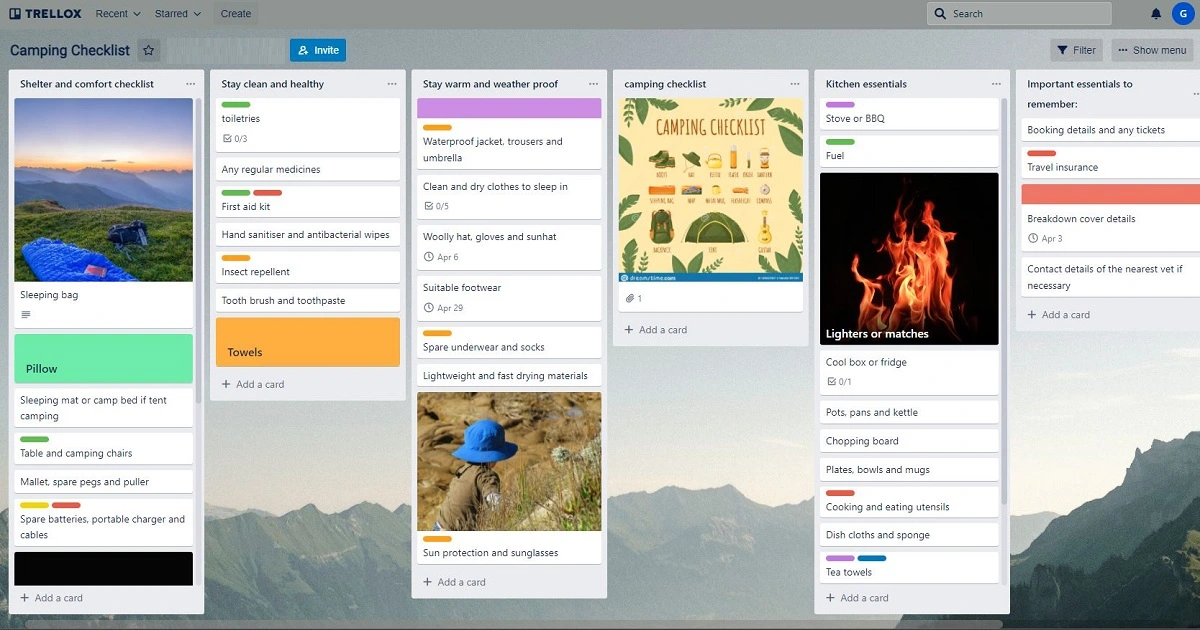 TRELLOX
Recent
Starred
Create
Search
G
Camping Checklist
Invite
Filter
Show menu
Shelter and comfort checklist
Sleeping bag
Pillow
Sleeping mat or camp bed if tent
camping
Table and camping chairs
Mallet, spare pegs and puller
Spare batteries, portable charger and
cables
+ Add a card
Stay clean and healthy
toiletries
0/3
Any regular medicines
First aid kit
Hand sanitiser and antibacterial wipes
Insect repellent
Tooth brush and toothpaste
Towels
+ Add a card
Stay warm and weather proof
Waterproof jacket, trousers and
umbrella
Clean and dry clothes to sleep in
0/5
Woolly hat, gloves and sunhat
Apr 6
Suitable footwear
Apr 29
Spare underwear and socks
Lightweight and fast drying materials
Sun protection and sunglasses
+ Add a card
camping checklist
CAMPING CHECKLIST
dreamstime.com
1
+ Add a card
Kitchen essentials
Stove or BBQ
Fuel
Lighters or matches
Cool box or fridge
0/1
Pots, pans and kettle
Chopping board
Plates, bowls and mugs
Cooking and eating utensils
Dish cloths and sponge
Tea towels
+ Add a card
Important essentials to
remember:
Booking details and any tickets
Travel insurance
Breakdown cover details
Apr 3
Contact details of the nearest vet if
necessary
+ Add a card